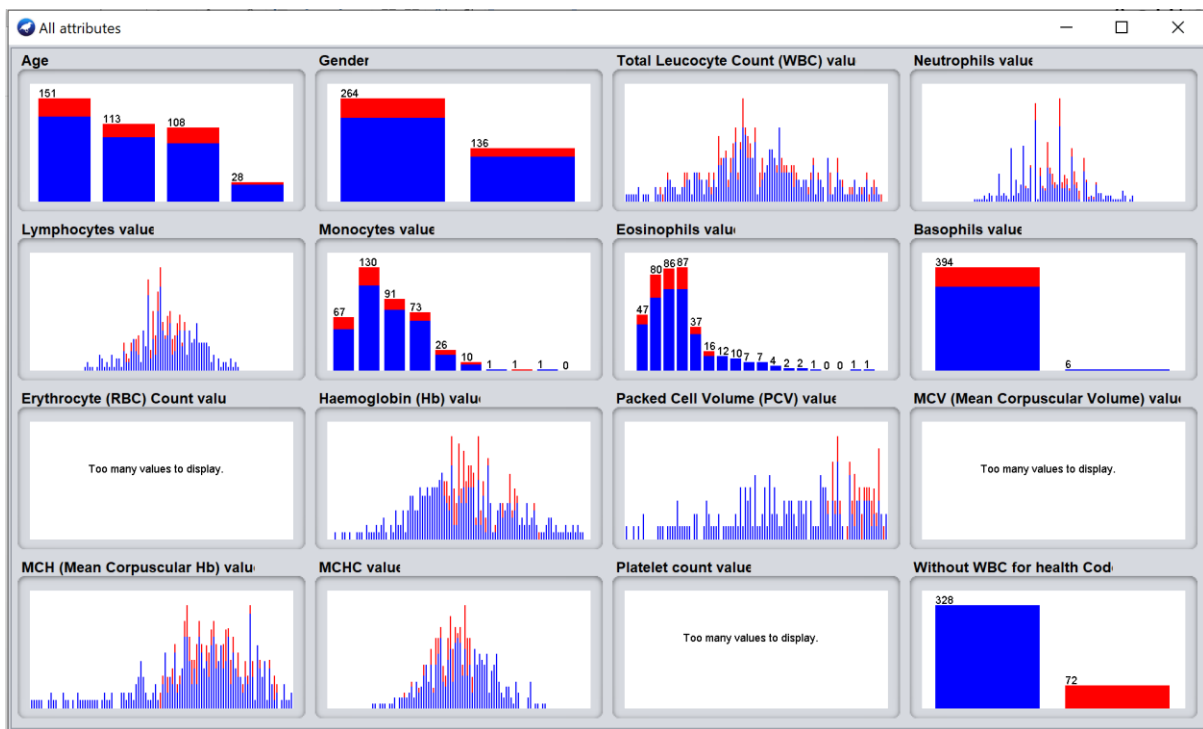 All attributes
Age
Gender
Total Leucocyte Count (WBC) valu
Neutrophils value
151
113
108
28
264
136
Lymphocytes value
Monocytes value
Eosinophils valu
Basophils value
67
130
91
73
26
10
1
1
1
0
47
80
86
87
37
16
12
10
7
7
4
2
2
1
0
0
1
1
394
6
Erythrocyte (RBC) Count valu
Haemoglobin (Hb) value
Packed Cell Volume (PCV) value
MCV (Mean Corpuscular Volume) value
Too many values to display.
Too many values to display.
MCH (Mean Corpuscular Hb) valu
MCHC value
Platelet count value
Without WBC for health Code
Too many values to display.
328
72